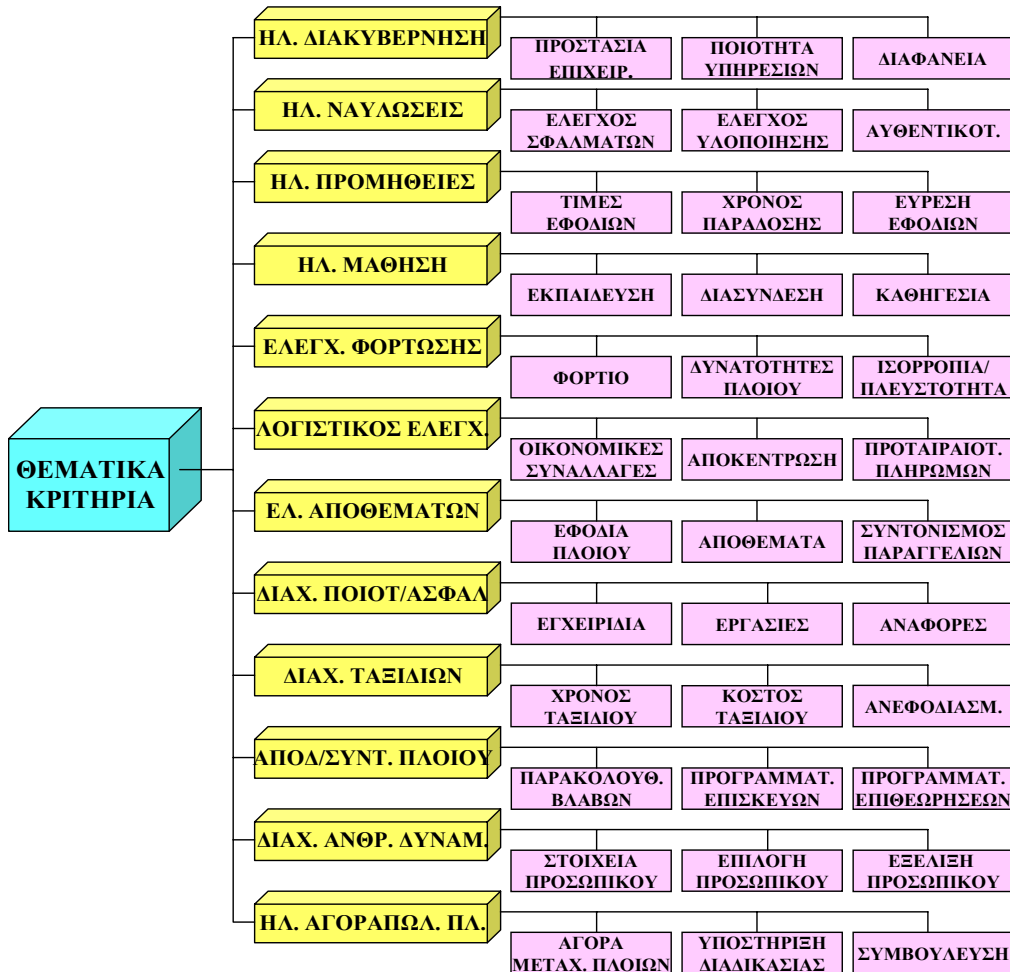 ΗΛ. ΔΙΑΚΥΒΕΡΝΗΣΗ
ΠΡΟΣΤΑΣΙΑ
ΕΠΙΧΕΙΡ.
ΠΟΙΟΤΗΤΑ
ΥΠΗΡΕΣΙΩΝ
ΔΙΑΦΑΝΕΙΑ
ΗΛ. ΝΑΥΛΩΣΕΙΣ
ΕΛΕΓΧΟΣ
ΣΦΑΛΜΑΤΩΝ
ΕΛΕΓΧΟΣ
ΥΛΟΠΟΙΗΣΗΣ
ΑΥΘΕΝΤΙΚΟΤ.
ΗΛ. ΠΡΟΜΗΘΕΙΕΣ
ΤΙΜΕΣ
ΕΦΟΔΙΩΝ
ΧΡΟΝΟΣ
ΠΑΡΑΔΟΣΗΣ
ΕΥΡΕΣΗ
ΕΦΟΔΙΩΝ
ΗΛ. ΜΑΘΗΣΗ
ΕΚΠΑΙΔΕΥΣΗ
ΔΙΑΣΥΝΔΕΣΗ
ΚΑΘΗΓΕΣΙΑ
ΕΛΕΓΧ. ΦΟΡΤΩΣΗΣ
ΦΟΡΤΙΟ
ΔΥΝΑΤΟΤΗΤΕΣ
ΠΛΟΙΟΥ
ΙΣΟΡΡΟΠΙΑ/
ΠΛΕΥΣΤΟΤΗΤΑ
ΘΕΜΑΤΙΚΑ
ΚΡΙΤΗΡΙΑ
ΛΟΓΙΣΤΙΚΟΣ ΕΛΕΓΧ.
ΟΙΚΟΝΟΜΙΚΕΣ
ΣΥΝΑΛΛΑΓΕΣ
ΑΠΟΚΕΝΤΡΩΣΗ
ΠΡΟΤΑΙΡΑΙΟΤ.
ΠΛΗΡΩΜΩΝ
ΕΛ. ΑΠΟΘΕΜΑΤΩΝ
ΕΦΟΔΙΑ
ΠΛΟΙΟΥ
ΑΠΟΘΕΜΑΤΑ
ΣΥΝΤΟΝΙΣΜΟΣ
ΠΑΡΑΓΓΕΛΙΩΝ
ΔΙΑΧ. ΠΟΙΟΤ/ΑΣΦΑΛ
ΕΓΧΕΙΡΙΔΙΑ
ΕΡΓΑΣΙΕΣ
ΑΝΑΦΟΡΕΣ
ΔΙΑΧ. ΤΑΞΙΔΙΩΝ
ΧΡΟΝΟΣ
ΤΑΞΙΔΙΟΥ
ΚΟΣΤΟΣ
ΤΑΞΙΔΙΟΥ
ΑΝΕΦΟΔΙΑΣΜ.
ΑΠΟΔ/ΣΥΝΤ. ΠΛΟΙΟΥ
ΠΑΡΑΚΟΛΟΥΘ.
ΒΛΑΒΩΝ
ΠΡΟΓΡΑΜΜΑΤ.
ΕΠΙΣΚΕΥΩΝ
ΠΡΟΓΡΑΜΜΑΤ.
ΕΠΙΘΕΩΡΗΣΕΩΝ
ΔΙΑΧ. ΑΝΘΡ. ΔΥΝΑΜ.
ΣΤΟΙΧΕΙΑ
ΠΡΟΣΩΠΙΚΟΥ
ΕΠΙΛΟΓΗ
ΠΡΟΣΩΠΙΚΟΥ
ΕΞΕΛΙΞΗ
ΠΡΟΣΩΠΙΚΟΥ
ΗΛ. ΑΓΟΡΑΠΩΛ. ΠΛ.
ΑΓΟΡΑ
ΜΕΤΑΧ. ΠΛΟΙΩΝ
ΥΠΟΣΤΗΡΙΞΗ
ΔΙΑΔΙΚΑΣΙΑΣ
ΣΥΜΒΟΥΛΕΥΣΗ